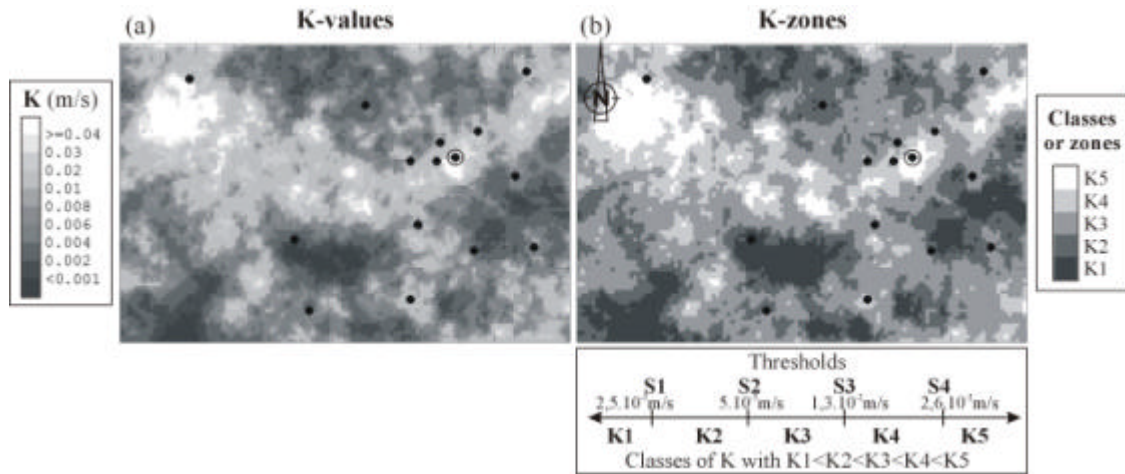 (a)
K-values
(b)
K-zones
N
K (m/s)
>=0.04
0.03
0.02
0.01
0.008
0.006
0.004
0.002
<0.001
Classes
or zones
K5
K4
K3
K2
K1
Thresholds
S1 S2 S3 S4
K1 K2 K3 K4 K5
Classes of K with K1<K2<K3<K4<K5